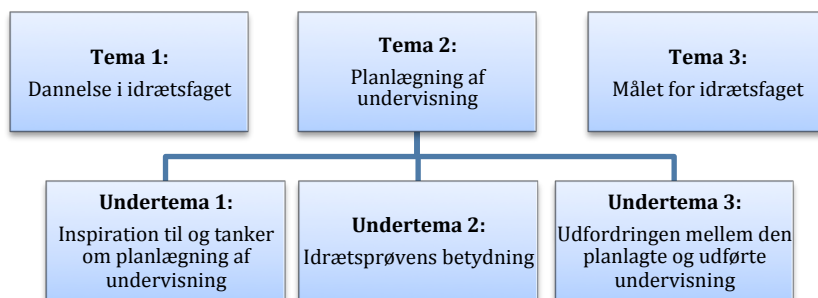 Tema 1:
Dannelse i idrætsfaget
Tema 2:
Planlægning af
undervisning
Tema 3:
Målet for idrætsfaget
Undertema 1:
Inspiration til og tanker
om planlægning af
undervisning
Undertema 2:
Idrætsprøvens betydning
Undertema 3:
Udfordringen mellem den
planlagte og udførte
undervisning